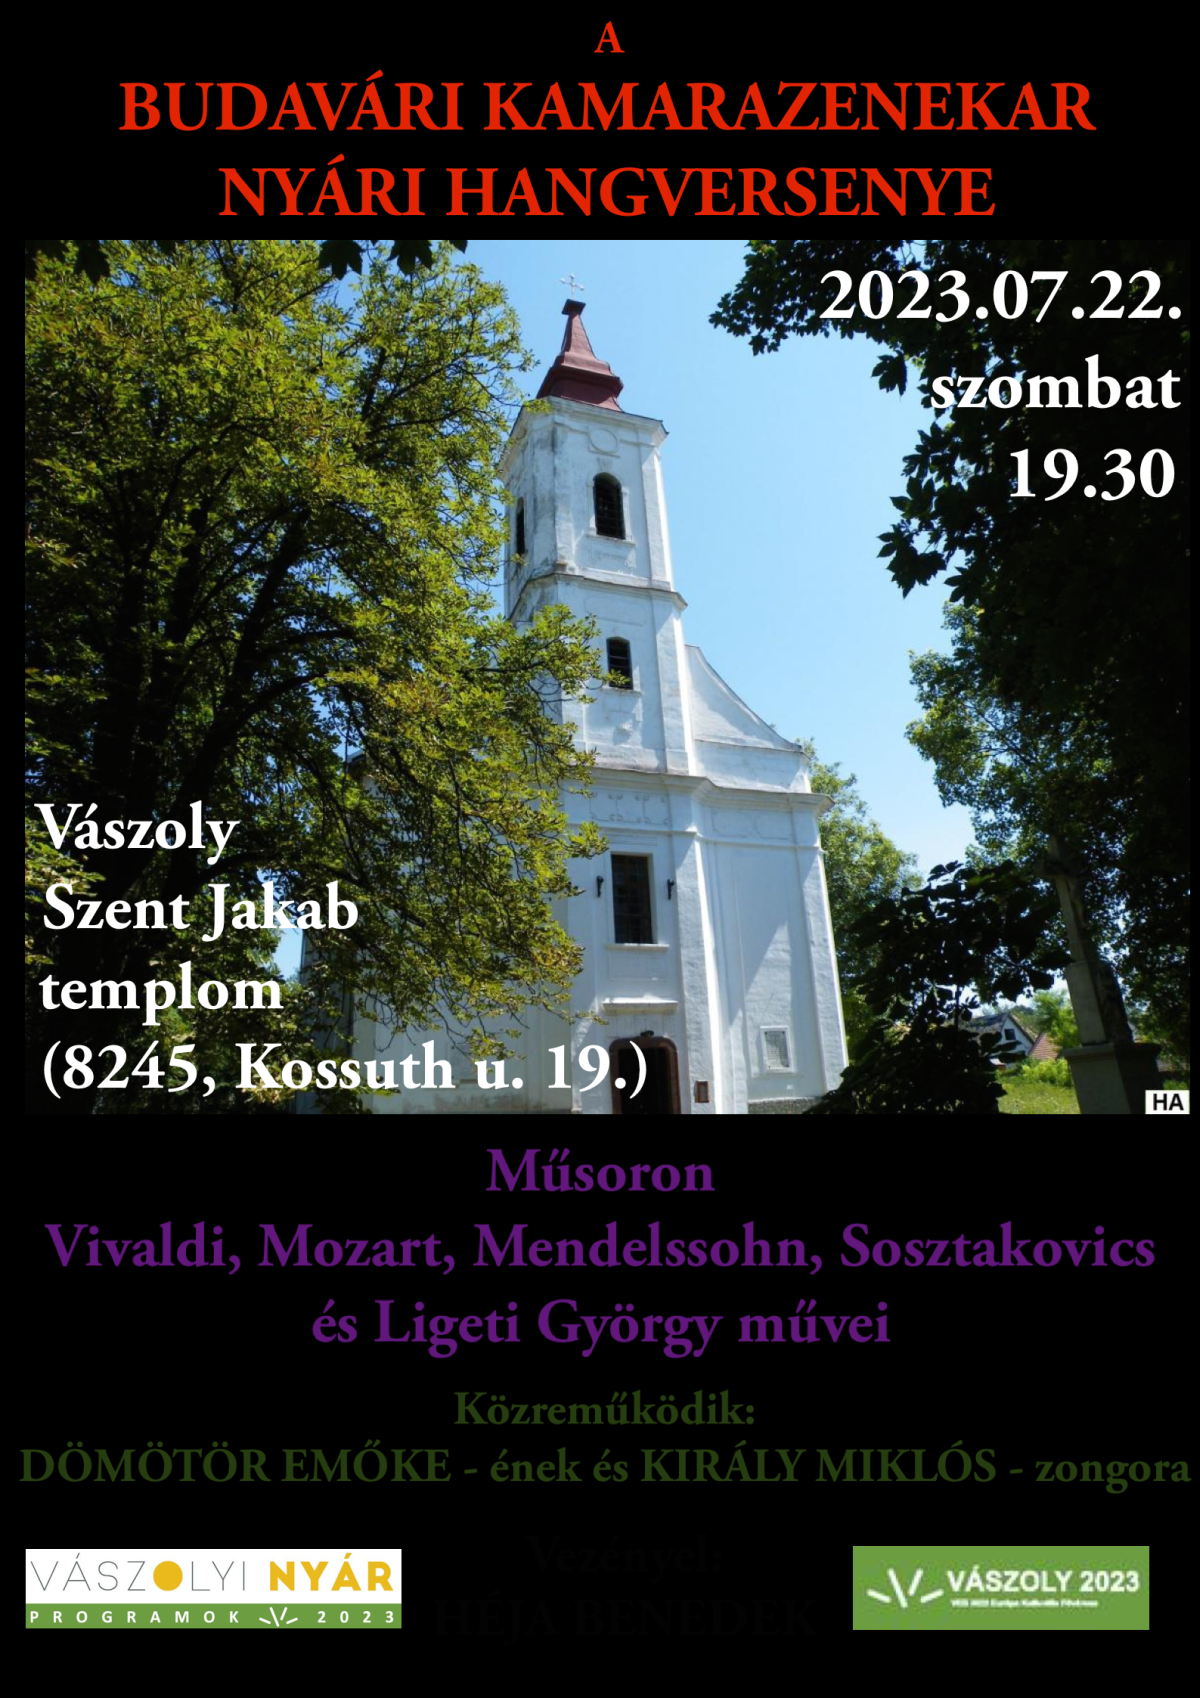 A
BUDAVÁRI KAMARAZENEKAR
NYÁRI HANGVERSENYE
2023.07.22.
szombat
19.30
Vászoly
Szent Jakab
templom
(8245, Kossuth u. 19.)
HA
Műsoron
Vivaldi, Mozart, Mendelssohn, Sosztakovics
és Ligeti György művei
Közreműködik:
DÖMÖTÖR EMŐKE - ének és KIRÁLY MIKLÓS - zongora
Vezényel:
HÉJA BENEDEK
VÁSZOLYI NYÁR
PROGRAMOK 2023
VÁSZOLY 2023